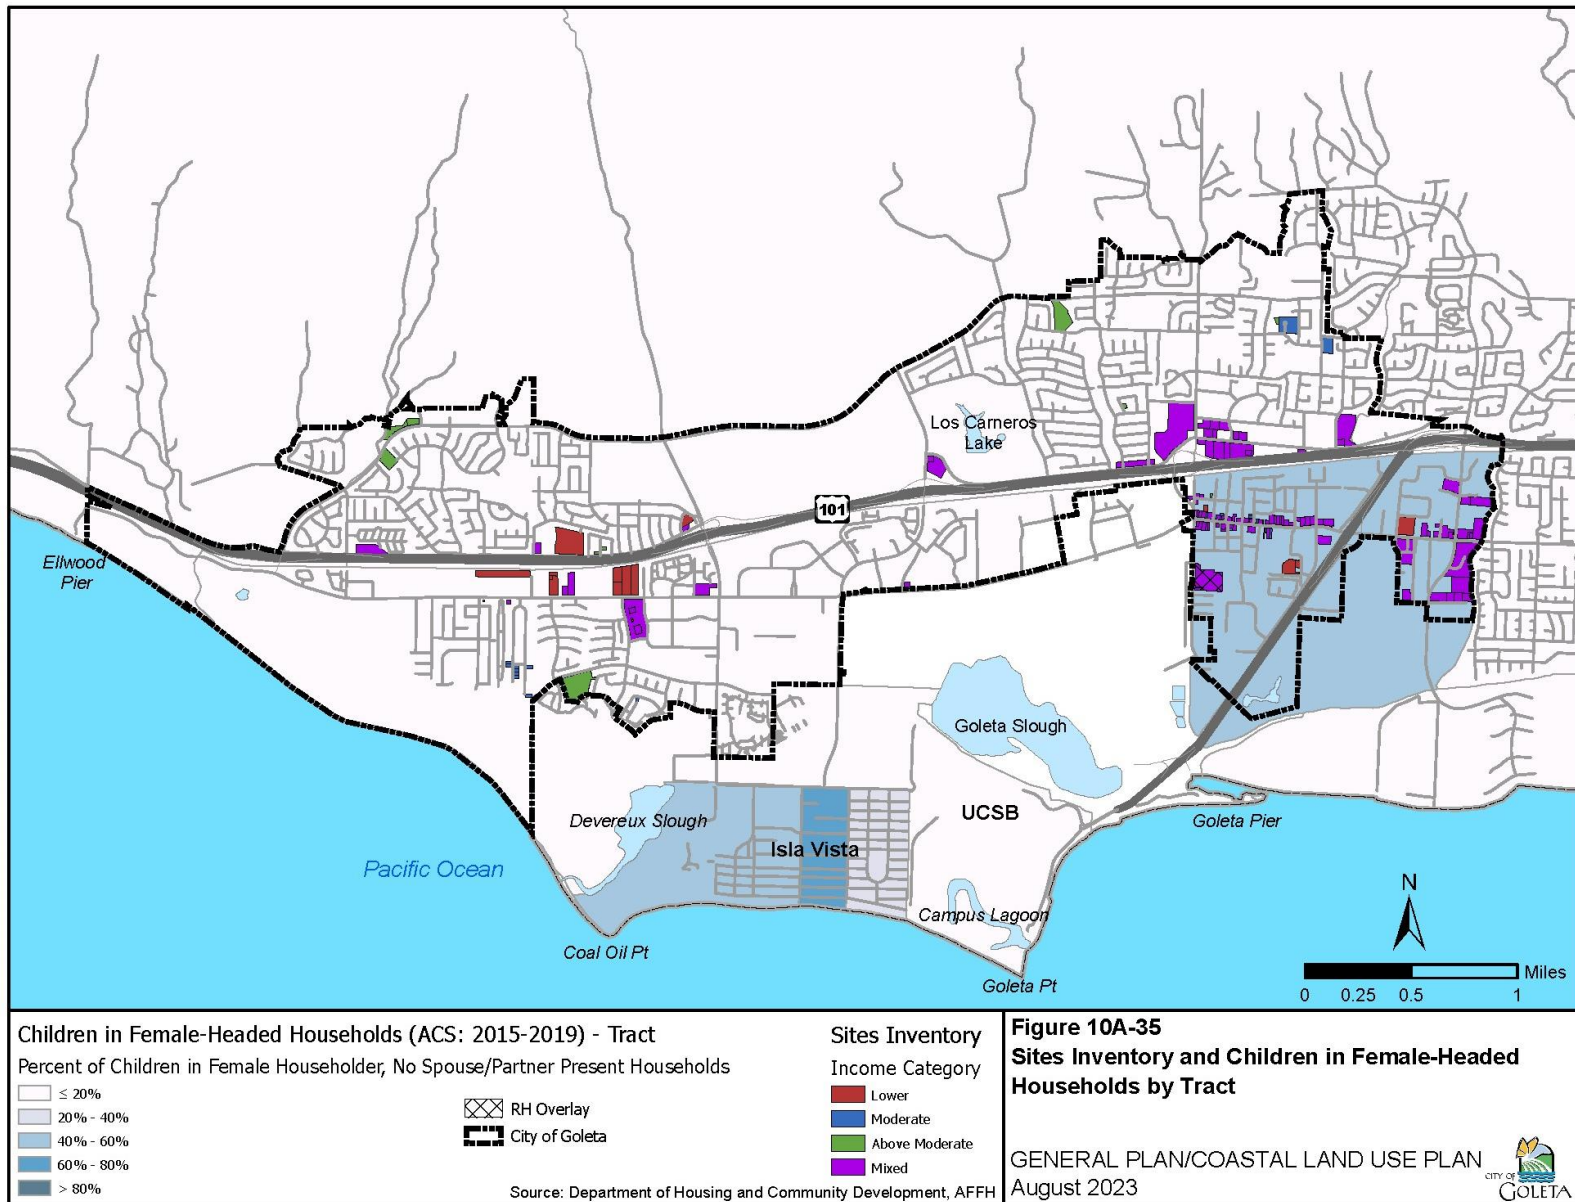 Los Carneros
Lake
101
Ellwood
Pier
Goleta Slough
Devereux Slough
UCSB
Goleta Pier
Isla Vista
Pacific Ocean
Campus Lagoon
Coal Oil Pt
Goleta Pt
N
Miles
0 0.25 0.5 1
Children in Female-Headed Households (ACS: 2015-2019) - Tract
Percent of Children in Female Householder, No Spouse/Partner Present Households
≤ 20%
20% - 40%
40% - 60%
60% - 80%
> 80%
RH Overlay
City of Goleta
Sites Inventory
Income Category
Lower
Moderate
Above Moderate
Mixed
Source: Department of Housing and Community Development, AFFH
Figure 10A-35
Sites Inventory and Children in Female-Headed
Households by Tract
GENERAL PLAN/COASTAL LAND USE PLAN
August 2023
CITY OF
GOLETA